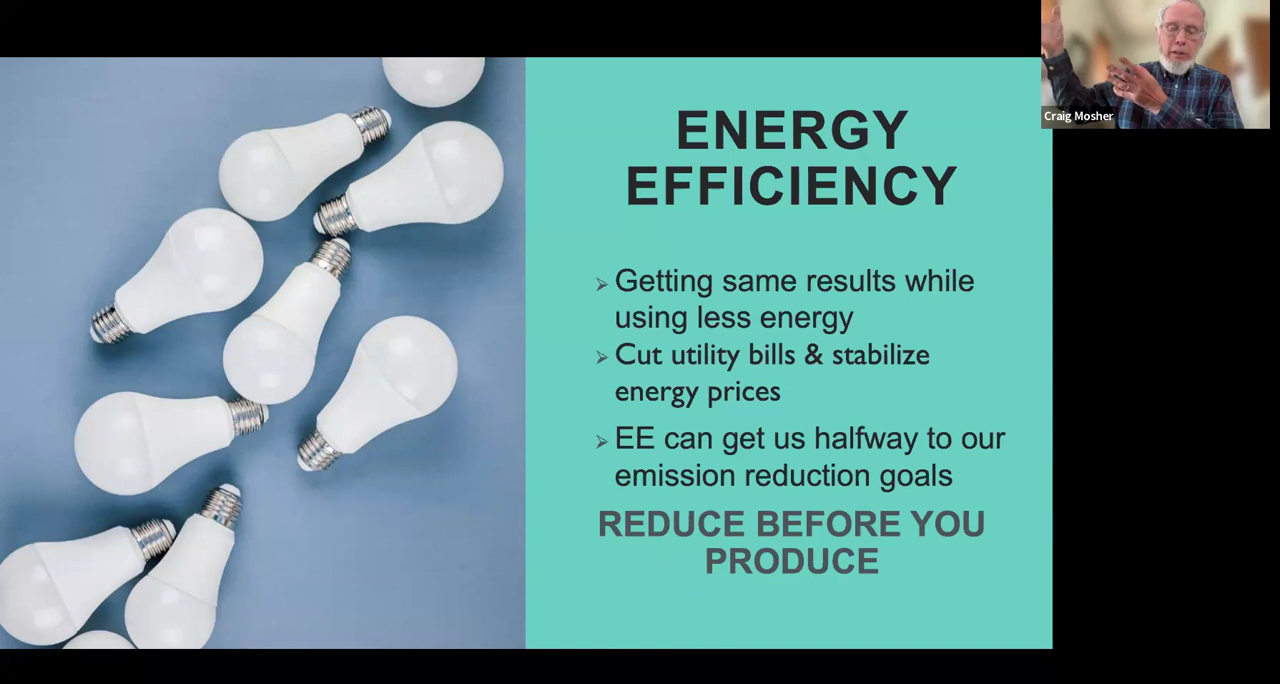 Craig Mosher
ENERGY
EFFICIENCY
➢ Getting same results while
using less energy
➢ Cut utility bills & stabilize
energy prices
➢ EE can get us halfway to our
emission reduction goals
REDUCE BEFORE YOU
PRODUCE